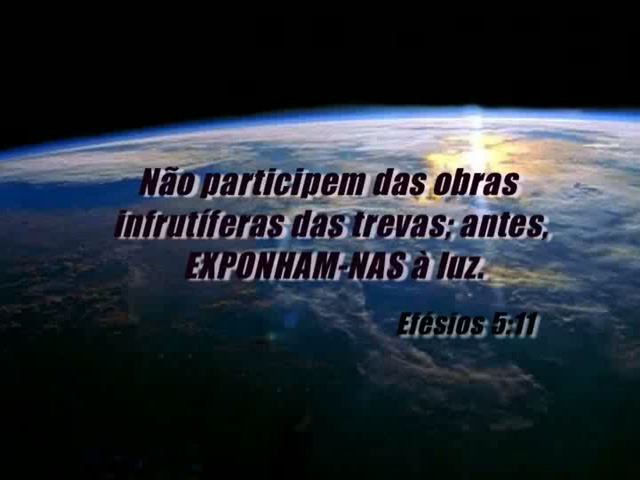 Não participem das obras
infrutíferas das trevas; antes,
EXPONHAM-NAS à luz.
Efésios 5:11